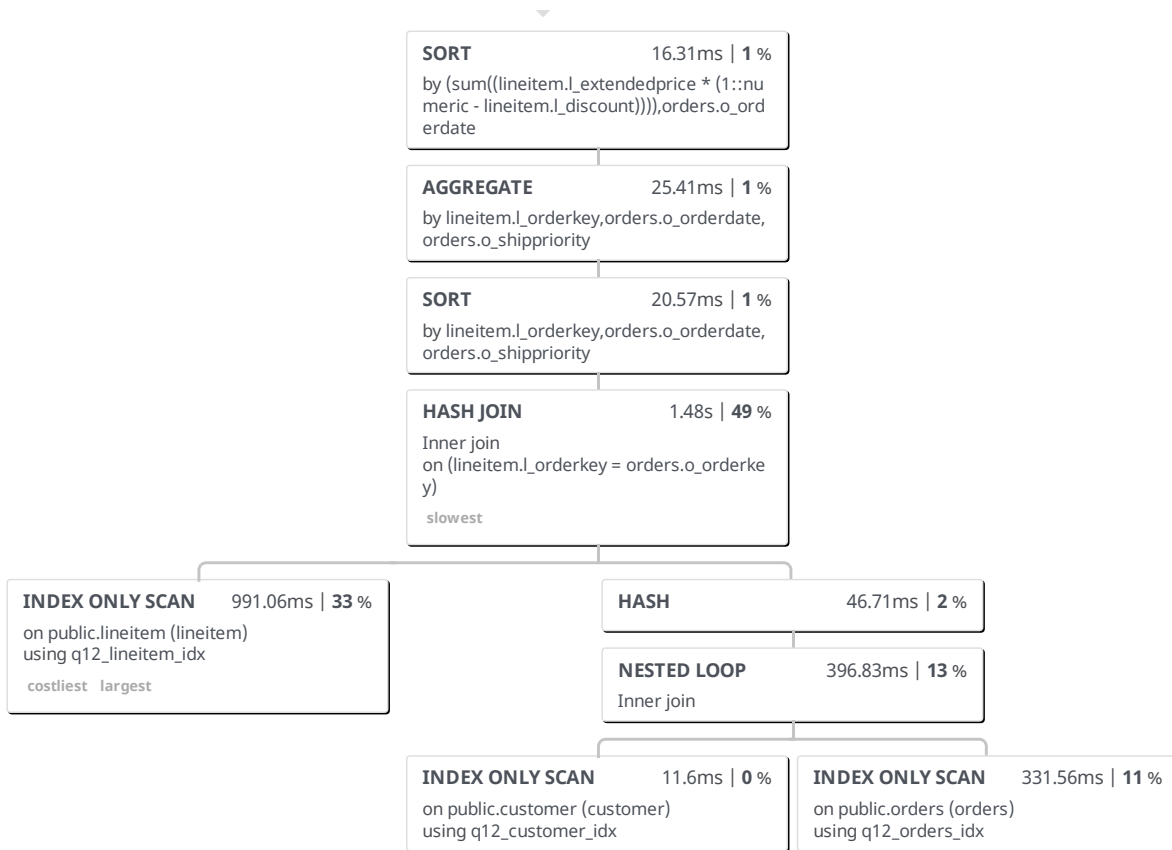 SORT 16.31ms | 1 %
by (sum((lineitem.l_extendedprice * (1::nu
meric - lineitem.l_discount)))),orders.o_ord
erdate
AGGREGATE 25.41ms | 1 %
by lineitem.l_orderkey,orders.o_orderdate,
orders.o_shippriority
SORT 20.57ms | 1 %
by lineitem.l_orderkey,orders.o_orderdate,
orders.o_shippriority
HASH JOIN 1.48s | 49 %
Inner join
on (lineitem.l_orderkey = orders.o_orderke
y)
slowest
INDEX ONLY SCAN 991.06ms | 33 %
on public.lineitem (lineitem)
using q12_lineitem_idx
costliest largest
HASH 46.71ms | 2 %
NESTED LOOP 396.83ms | 13 %
Inner join
INDEX ONLY SCAN 11.6ms | 0 %
on public.customer (customer)
using q12_customer_idx
INDEX ONLY SCAN 331.56ms | 11 %
on public.orders (orders)
using q12_orders_idx